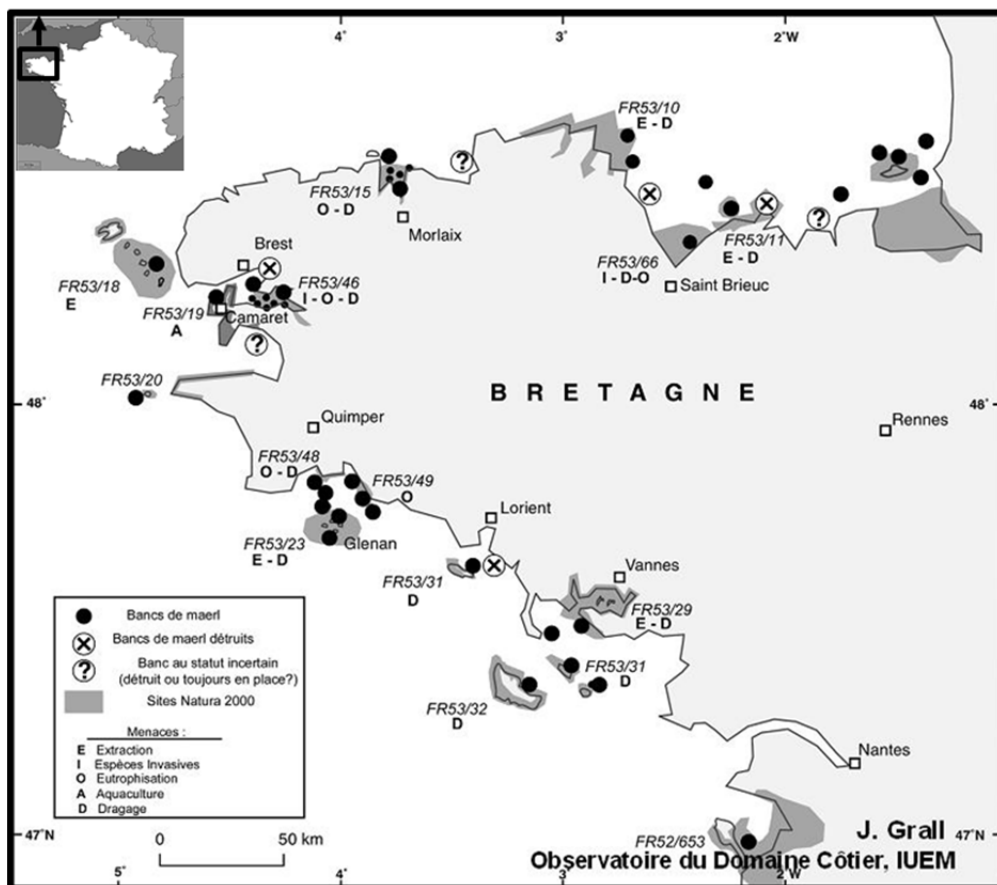 4°
3°
2°W
FR53/10
E - D
FR53/15
O - D
Morlaix
Brest
FR53/18
E
FR53/46
I - O - D
FR53/19
A
Camaret
FR53/11
E - D
FR53/66
I - D-O
Saint Brieuc
FR53/20
48°
BRETAGNE
48°
Quimper
Rennes
FR53/48
O - D
FR53/49
O
Lorient
FR53/23
E - D
Glenan
FR53/31
D
Vannes
FR53/29
E - D
FR53/31
D
FR53/32
D
Nantes
Bancs de maerl
Bancs de maerl détruits
Banc au statut incertain
(détruit ou toujours en place?)
Sites Natura 2000
Menaces :
E Extraction
I Espèces Invasives
O Eutrophisation
A Aquaculture
D Dragage
47°N
0
50 km
FR52/653
J. Grall
47°N
Observatoire du Domaine Côtier, IUEM
5°
4°
3°
2°W